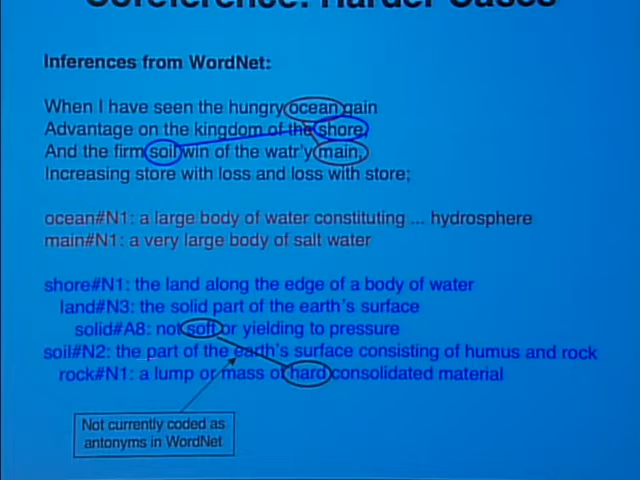 Coreference: Harder Cases
Inferences from WordNet:
When I have seen the hungry ocean gain
Advantage on the kingdom of the shore,
And the firm soil win of the watr'y main,
Increasing store with loss and loss with store;
ocean#N1: a large body of water constituting ... hydrosphere
main#N1: a very large body of salt water
shore#N1: the land along the edge of a body of water
land#N3: the solid part of the earth's surface
solid#A8: not soft or yielding to pressure
soil#N2: the part of the earth's surface consisting of humus and rock
rock#N1: a lump or mass of hard consolidated material
Not currently coded as
antonyms in WordNet